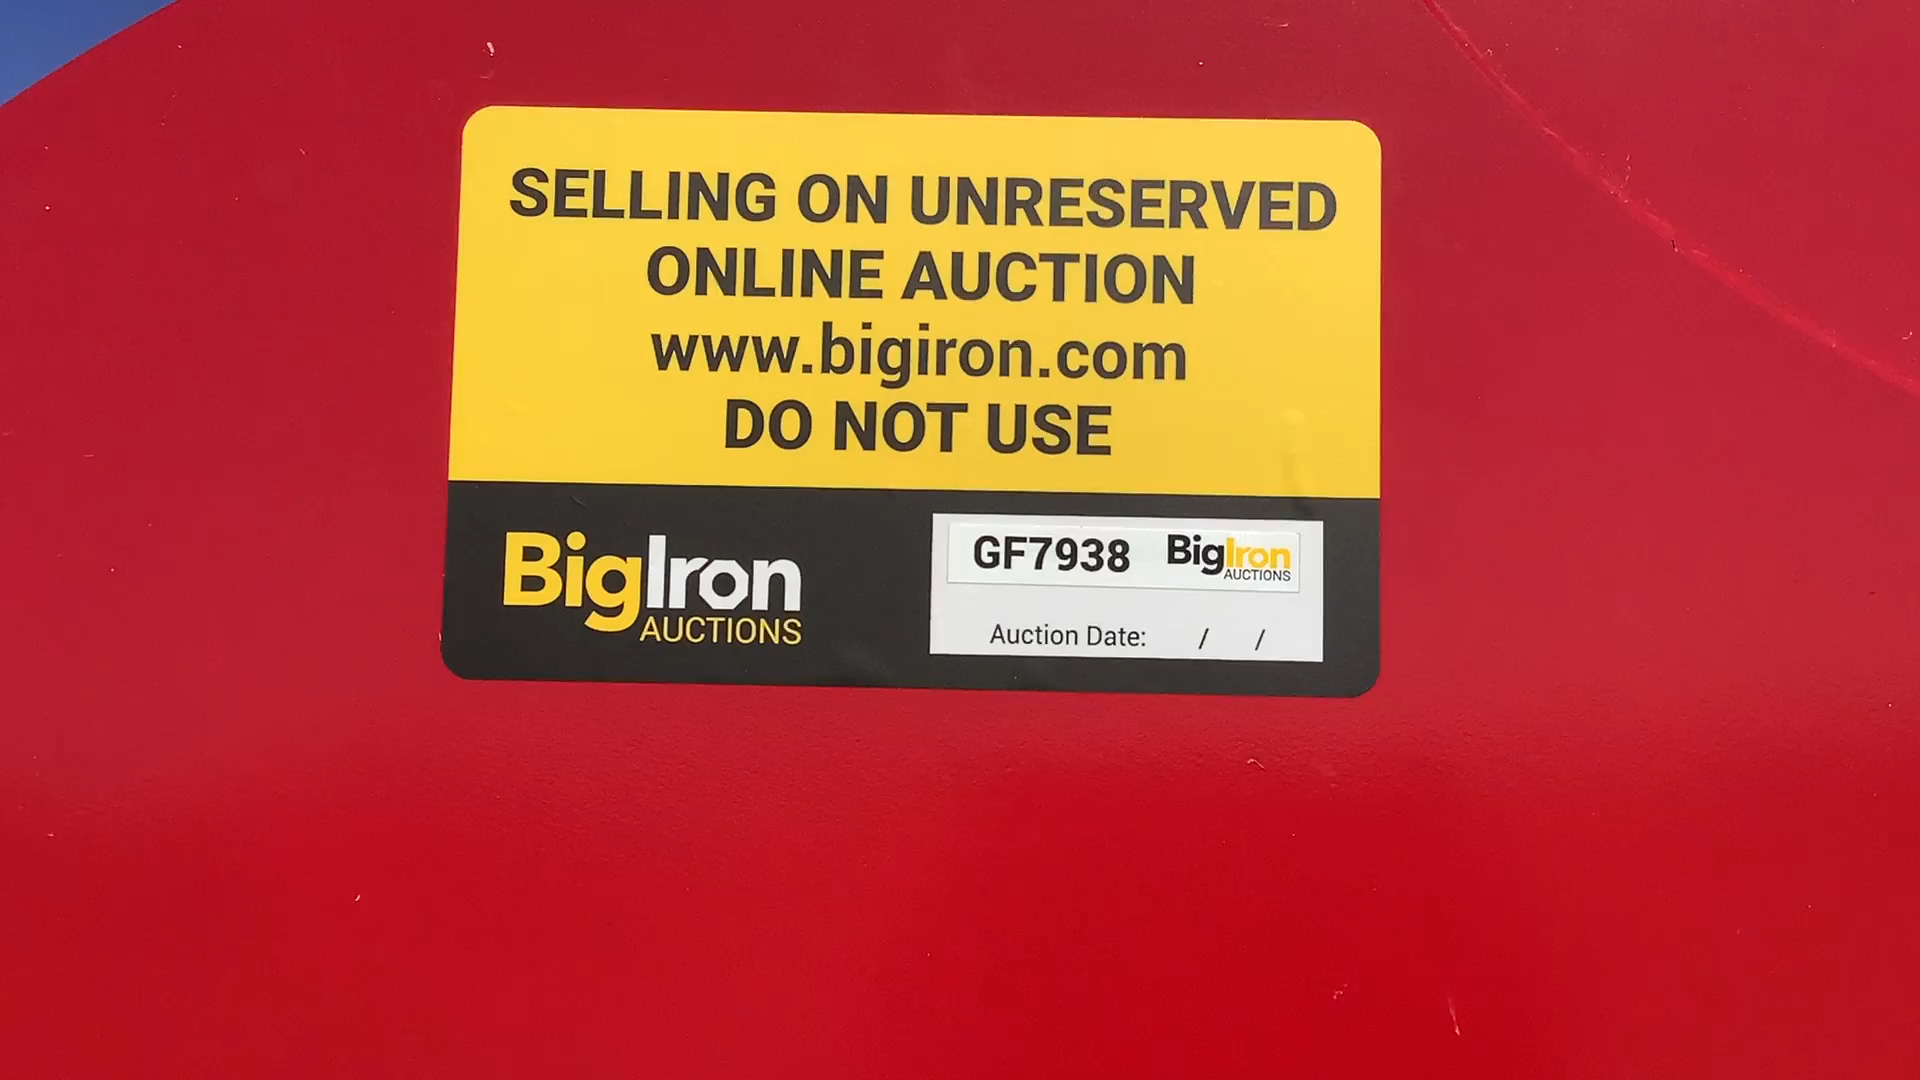 SELLING ON UNRESERVED
ONLINE AUCTION
www.bigiron.com
DO NOT USE
BigIron
AUCTIONS
GF7938 BigIron
AUCTIONS
Auction Date: / /